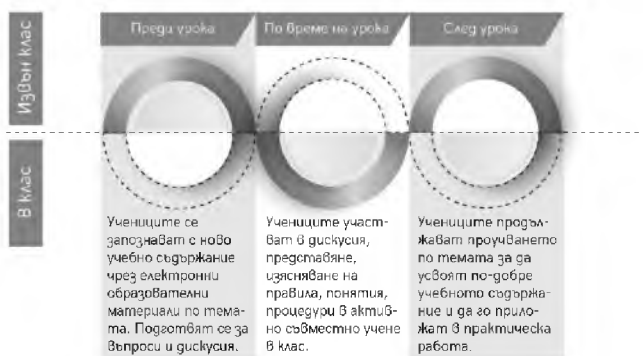 Извън клас
В клас
Преди урока
По време на урока
След урока
Учениците се
запознават с ново
учебно съдържание
чрез електронни
образователни
материали по тема-
та. Подготвят се за
въпроси и дискусия.
Учениците участ-
ват в дискусия,
представяне,
изясняване на
правила, понятия,
процедури в актив-
но съвместно учене
в клас.
Учениците продъл-
жават проучването
по темата за да
усвоят по-добре
учебното съдържа-
ние и да го прило-
жат в практическа
работа.